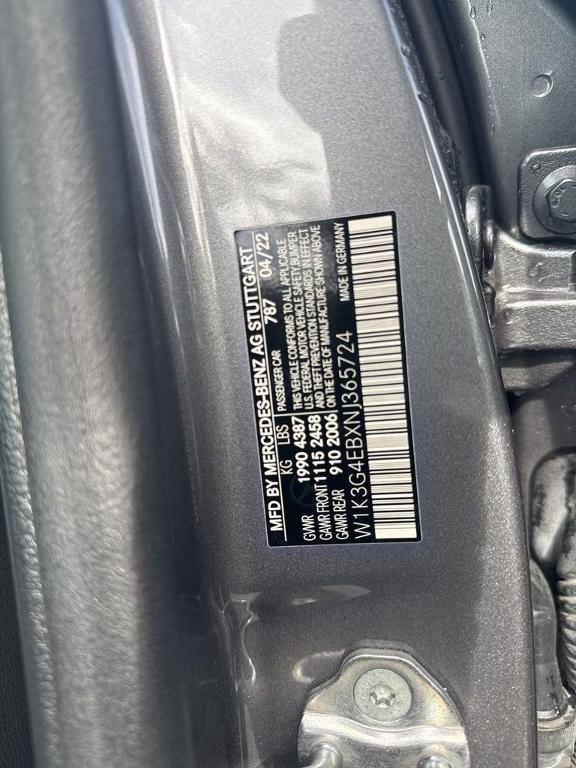 MFD BY MERCEDES-BENZ AG STUTTGART
787 04/22
KG LBS PASSENGER CAR
GVWR 1990 4387 THIS VEHICLE CONFORMS TO ALL APPLICABLE
U.S. FEDERAL MOTOR VEHICLE SAFETY, BUMPER
GAWR FRONT 1115 2458 AND THEFT PREVENTION STANDARDS IN EFFECT
GAWR REAR 910 2006 ON THE DATE OF MANUFACTURE SHOWN ABOVE
MADE IN GERMANY
W1K3G4EBXNJ365724